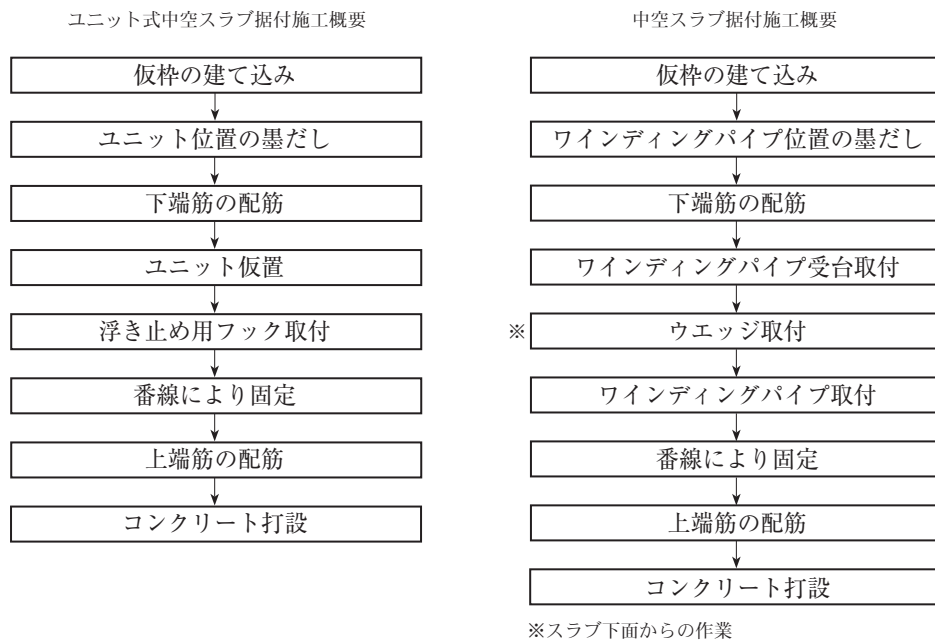 ユニット式中空スラブ据付施工概要
仮枠の建て込み
ユニット位置の墨だし
下端筋の配筋
ユニット仮置
浮き止め用フック取付
番線により固定
上端筋の配筋
コンクリート打設
中空スラブ据付施工概要
仮枠の建て込み
ワインディングパイプ位置の墨だし
下端筋の配筋
ワインディングパイプ受台取付
※ ウエッジ取付
ワインディングパイプ取付
番線により固定
上端筋の配筋
コンクリート打設
※スラブ下面からの作業